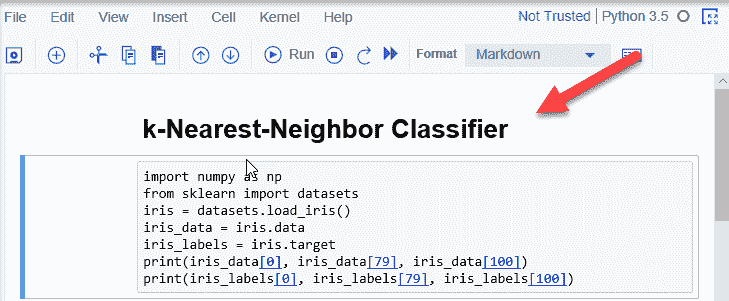 File Edit View Insert Cell Kernel Help Not Trusted | Python 3.5
Run Format Markdown
k-Nearest-Neighbor Classifier
import numpy as np
from sklearn import datasets
iris = datasets.load_iris()
iris_data = iris.data
iris_labels = iris.target
print(iris_data[0], iris_data[79], iris_data[100])
print(iris_labels[0], iris_labels[79], iris_labels[100])